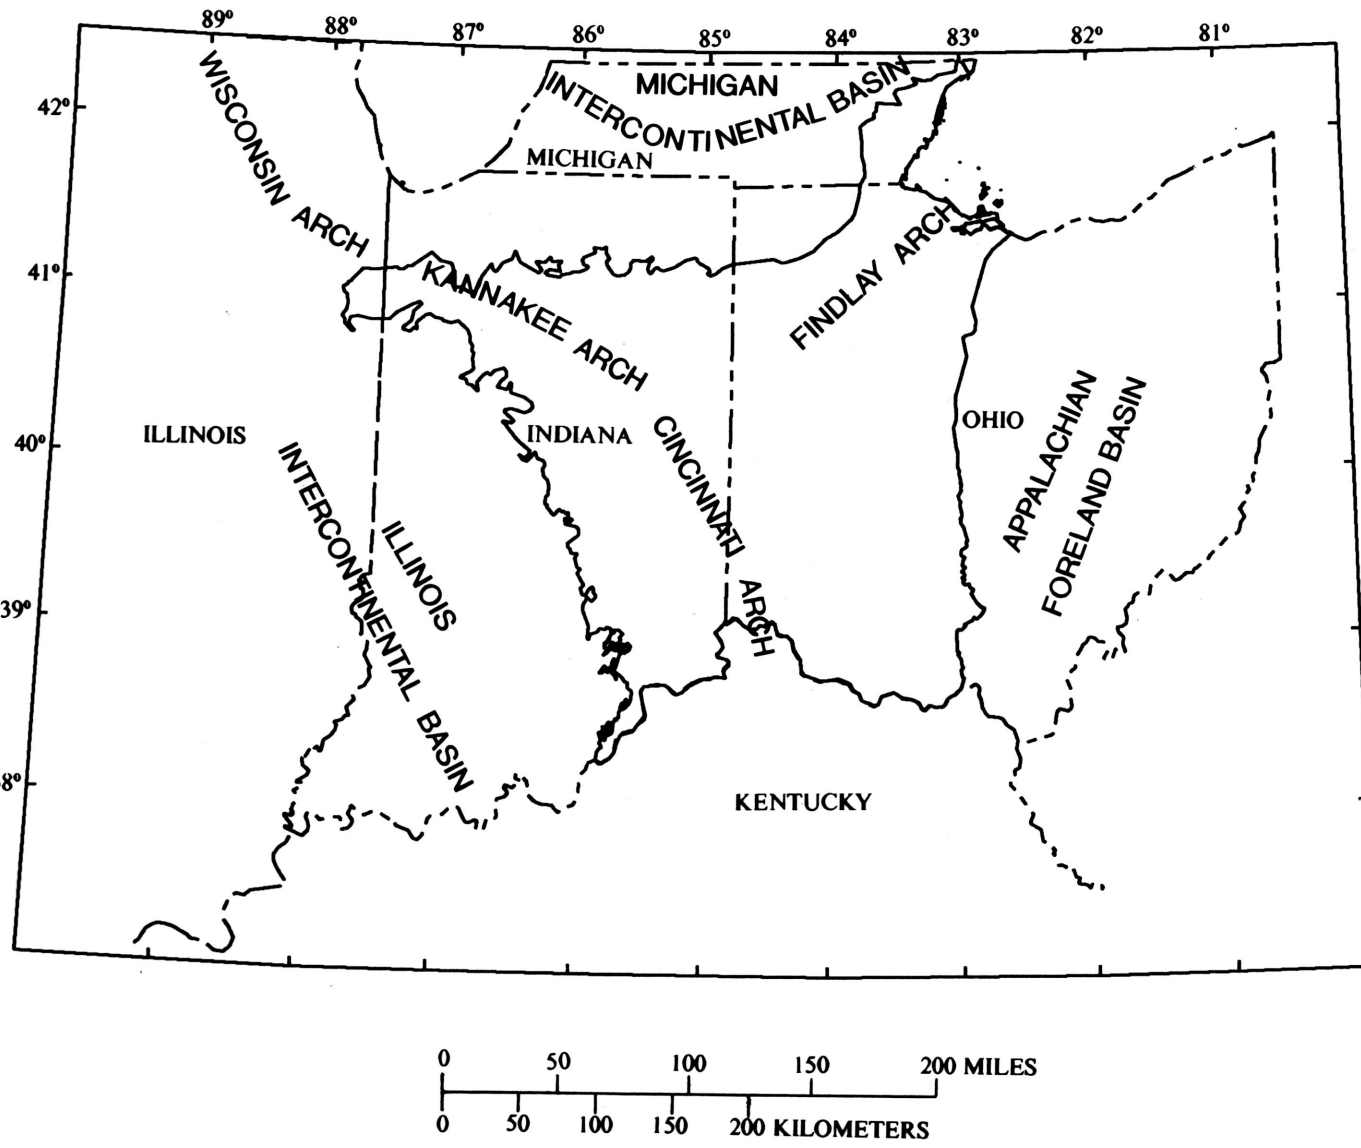 89° 88° 87° 86° 85° 84° 83° 82° 81°
42°
41°
40°
39°
8°
WISCONSIN ARCH
MICHIGAN
INTERCONTINENTAL BASIN
MICHIGAN
KANNAKEE ARCH
FINDLAY ARCH
ILLINOIS
INDIANA
OHIO
CINCINNATI
ARCH
APPALACHIAN
FORELAND BASIN
ILLINOIS
INTERCONTINENTAL BASIN
KENTUCKY
0 50 100 150 200 MILES
0 50 100 150 200 KILOMETERS